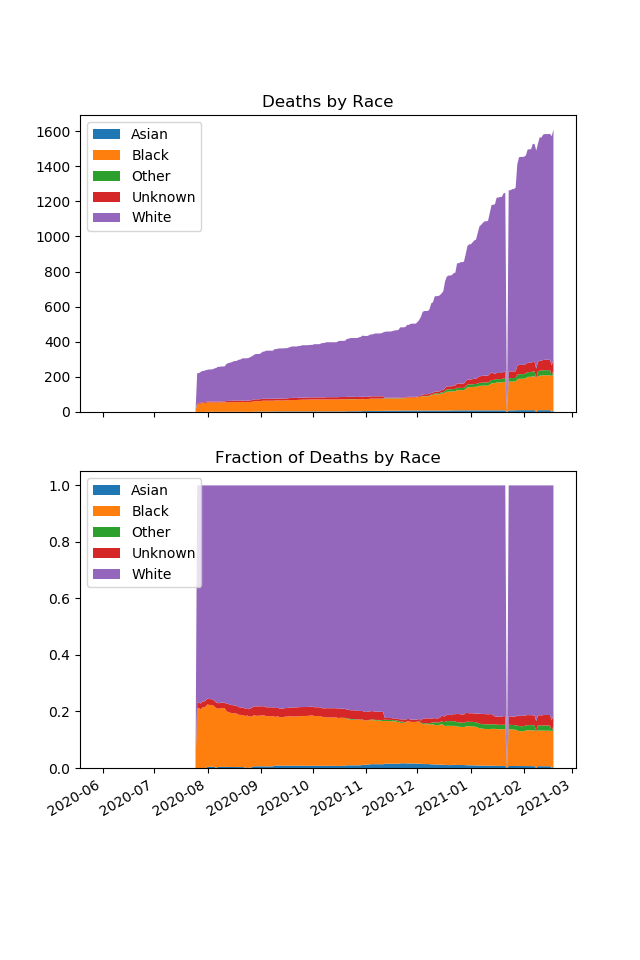 Deaths by Race
1600
1400
1200
1000
800
600
400
200
0
Asian
Black
Other
Unknown
White
Fraction of Deaths by Race
1.0
0.8
0.6
0.4
0.2
0.0
Asian
Black
Other
Unknown
White
2020-06
2020-07
2020-08
2020-09
2020-10
2020-11
2020-12
2021-01
2021-02
2021-03